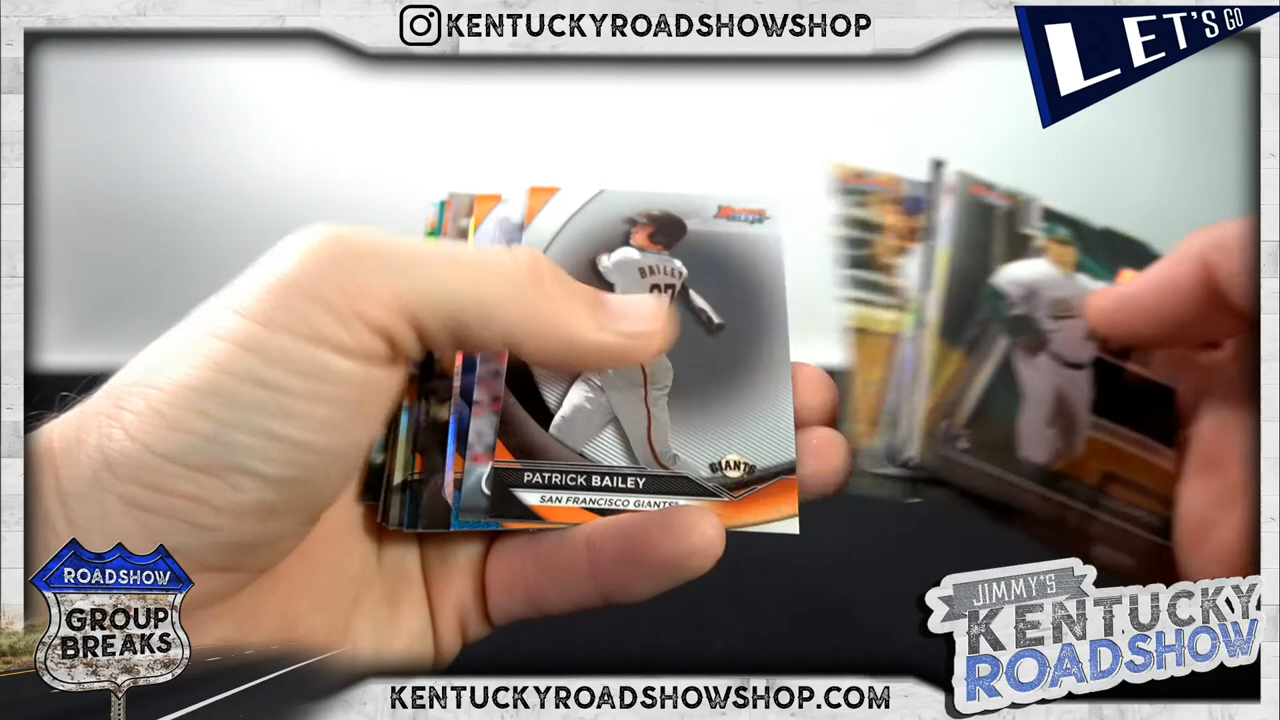 KENTUCKYROADSHOWSHOP
LET'S GO
BAILEY
PATRICK BAILEY
SAN FRANCISCO GIANTS
GIANTS
ROADSHOW
GROUP
BREAKS
JIMMY'S
KENTUCKY
ROADSHOW
KENTUCKYROADSHOWSHOP.COM